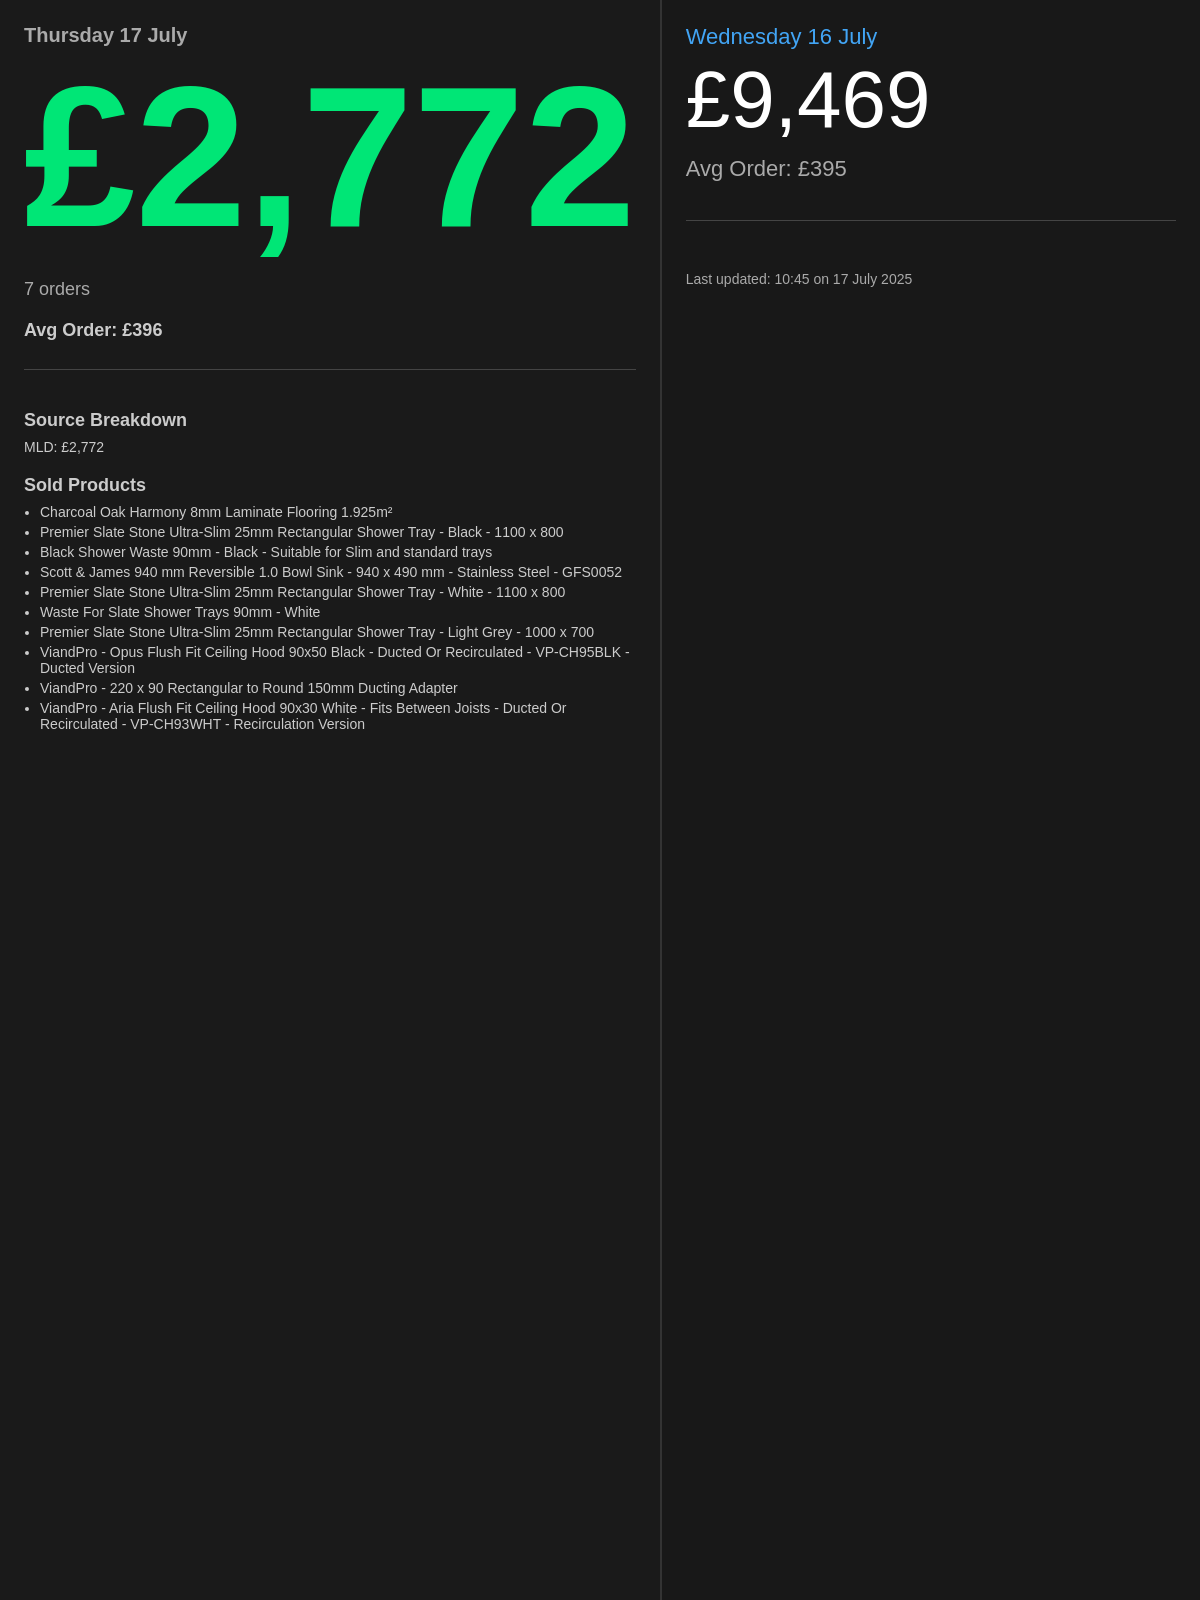 Thursday 17 July
£2,772
7 orders
Avg Order: £396
Source Breakdown
MLD: £2,772
Sold Products
• Charcoal Oak Harmony 8mm Laminate Flooring 1.925m²
• Premier Slate Stone Ultra-Slim 25mm Rectangular Shower Tray - Black - 1100 x 800
• Black Shower Waste 90mm - Black - Suitable for Slim and standard trays
• Scott & James 940 mm Reversible 1.0 Bowl Sink - 940 x 490 mm - Stainless Steel - GFS0052
• Premier Slate Stone Ultra-Slim 25mm Rectangular Shower Tray - White - 1100 x 800
• Waste For Slate Shower Trays 90mm - White
• Premier Slate Stone Ultra-Slim 25mm Rectangular Shower Tray - Light Grey - 1000 x 700
• ViandPro - Opus Flush Fit Ceiling Hood 90x50 Black - Ducted Or Recirculated - VP-CH95BLK -
Ducted Version
• ViandPro - 220 x 90 Rectangular to Round 150mm Ducting Adapter
• ViandPro - Aria Flush Fit Ceiling Hood 90x30 White - Fits Between Joists - Ducted Or
Recirculated - VP-CH93WHT - Recirculation Version
Wednesday 16 July
£9,469
Avg Order: £395
Last updated: 10:45 on 17 July 2025